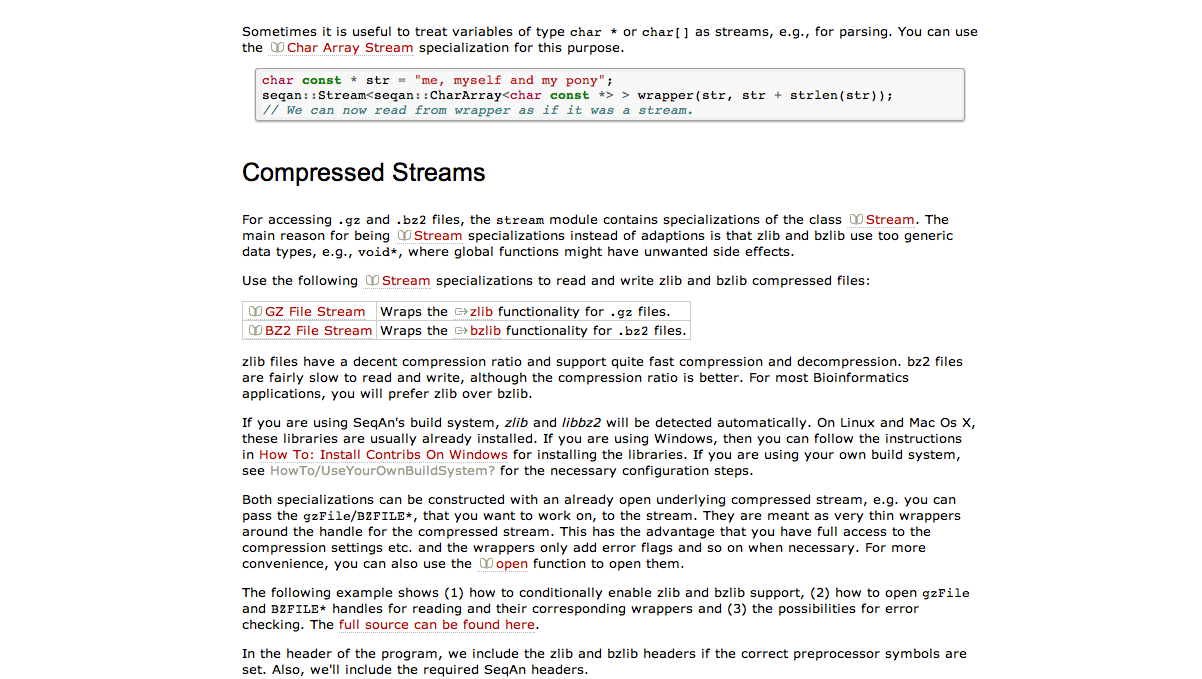 Sometimes it is useful to treat variables of type char * or char[] as streams, e.g., for parsing. You can use
the Char Array Stream specialization for this purpose.
char const * str = "me, myself and my pony";
seqan::Stream<seqan::CharArray<char const *> > wrapper(str, str + strlen(str));
// We can now read from wrapper as if it was a stream.
Compressed Streams
For accessing .gz and .bz2 files, the stream module contains specializations of the class Stream. The
main reason for being Stream specializations instead of adaptions is that zlib and bzlib use too generic
data types, e.g., void*, where global functions might have unwanted side effects.
Use the following Stream specializations to read and write zlib and bzlib compressed files:
GZ File Stream Wraps the zlib functionality for .gz files.
BZ2 File Stream Wraps the bzlib functionality for .bz2 files.
zlib files have a decent compression ratio and support quite fast compression and decompression. bz2 files
are fairly slow to read and write, although the compression ratio is better. For most Bioinformatics
applications, you will prefer zlib over bzlib.
If you are using SeqAn's build system, zlib and libbz2 will be detected automatically. On Linux and Mac Os X,
these libraries are usually already installed. If you are using Windows, then you can follow the instructions
in How To: Install Contribs On Windows for installing the libraries. If you are using your own build system,
see HowTo/UseYourOwnBuildSystem? for the necessary configuration steps.
Both specializations can be constructed with an already open underlying compressed stream, e.g. you can
pass the gzFile/BZFILE*, that you want to work on, to the stream. They are meant as very thin wrappers
around the handle for the compressed stream. This has the advantage that you have full access to the
compression settings etc. and the wrappers only add error flags and so on when necessary. For more
convenience, you can also use the open function to open them.
The following example shows (1) how to conditionally enable zlib and bzlib support, (2) how to open gzFile
and BZFILE* handles for reading and their corresponding wrappers and (3) the possibilities for error
checking. The full source can be found here.
In the header of the program, we include the zlib and bzlib headers if the correct preprocessor symbols are
set. Also, we'll include the required SeqAn headers.